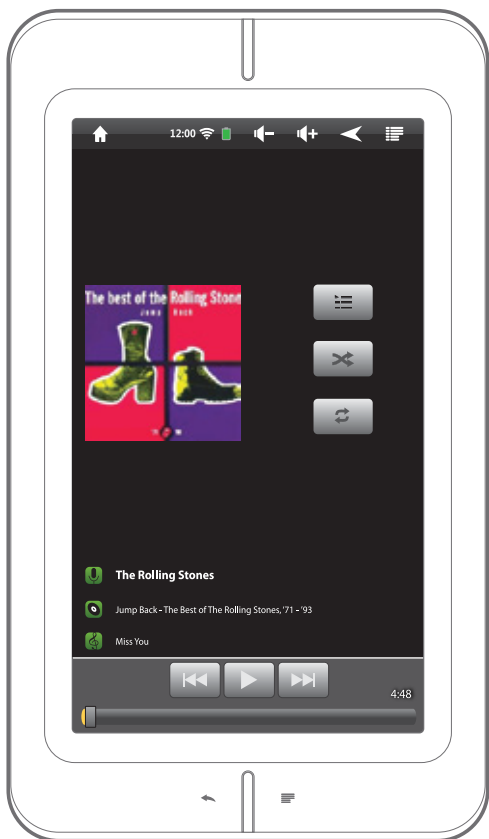 12:00
The best of the Rolling Stone
Jump Back
The Rolling Stones
Jump Back - The Best of The Rolling Stones, '71 - '93
Miss You
4:48